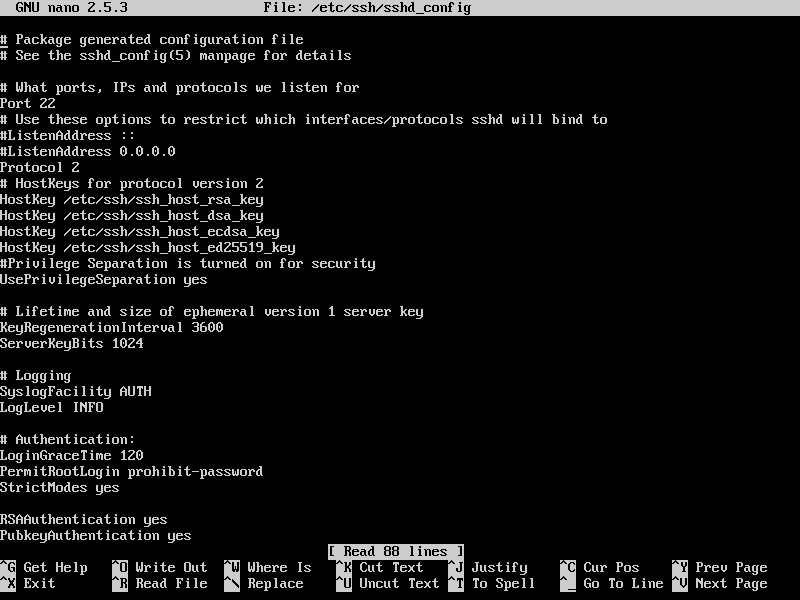 GNU nano 2.5.3 File: /etc/ssh/sshd_config
# Package generated configuration file
# See the sshd_config(5) manpage for details
# What ports, IPs and protocols we listen for
Port 22
# Use these options to restrict which interfaces/protocols sshd will bind to
#ListenAddress ::
#ListenAddress 0.0.0.0
Protocol 2
# HostKeys for protocol version 2
HostKey /etc/ssh/ssh_host_rsa_key
HostKey /etc/ssh/ssh_host_dsa_key
HostKey /etc/ssh/ssh_host_ecdsa_key
HostKey /etc/ssh/ssh_host_ed25519_key
#Privilege Separation is turned on for security
UsePrivilegeSeparation yes
# Lifetime and size of ephemeral version 1 server key
KeyRegenerationInterval 3600
ServerKeyBits 1024
# Logging
SyslogFacility AUTH
LogLevel INFO
# Authentication:
LoginGraceTime 120
PermitRootLogin prohibit-password
StrictModes yes
RSAAuthentication yes
PubkeyAuthentication yes
[ Read 88 lines ]
^G Get Help ^O Write Out ^W Where Is ^K Cut Text ^J Justify ^C Cur Pos ^Y Prev Page
^X Exit ^R Read File ^\ Replace ^U Uncut Text ^T To Spell ^_ Go To Line ^V Next Page